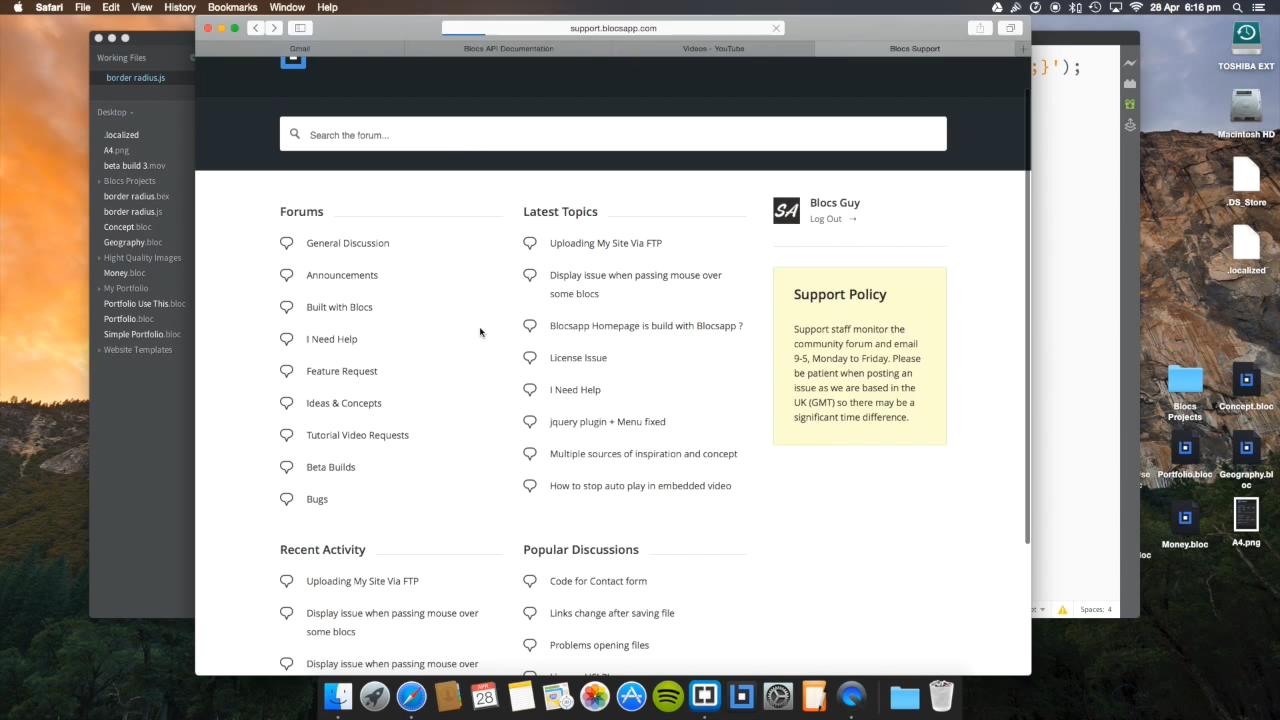 Safari File Edit View History Bookmarks Window Help
28 Apr 6:16 pm
support.blocsapp.com
Gmail
Blocs API Documentation
Videos - YouTube
Blocs Support
Working Files
border radius.js
Desktop
.localized
A4.png
beta build 3.mov
Blocs Projects
border radius.bex
border radius.js
Concept.bloc
Geography.bloc
Hight Quality Images
Money.bloc
My Portfolio
Portfolio Use This.bloc
Portfolio.bloc
Simple Portfolio.bloc
Website Templates
Search the forum...
Forums
General Discussion
Announcements
Built with Blocs
I Need Help
Feature Request
Ideas & Concepts
Tutorial Video Requests
Beta Builds
Bugs
Latest Topics
Uploading My Site Via FTP
Display issue when passing mouse over
some blocs
Blocsapp Homepage is build with Blocsapp ?
License Issue
I Need Help
jquery plugin + Menu fixed
Multiple sources of inspiration and concept
How to stop auto play in embedded video
SA
Blocs Guy
Log Out →
Support Policy
Support staff monitor the
community forum and email
9-5, Monday to Friday. Please
be patient when posting an
issue as we are based in the
UK (GMT) so there may be a
significant time difference.
Recent Activity
Uploading My Site Via FTP
Display issue when passing mouse over
some blocs
Display issue when passing mouse over
Popular Discussions
Code for Contact form
Links change after saving file
Problems opening files
;}');
Spaces: 4
TOSHIBA EXT
Macintosh HD
.DS_Store
.localized
Blocs
Projects
Concept.bloc
Portfolio.bloc
Geography.bl
oc
Money.bloc
A4.png
APR
28